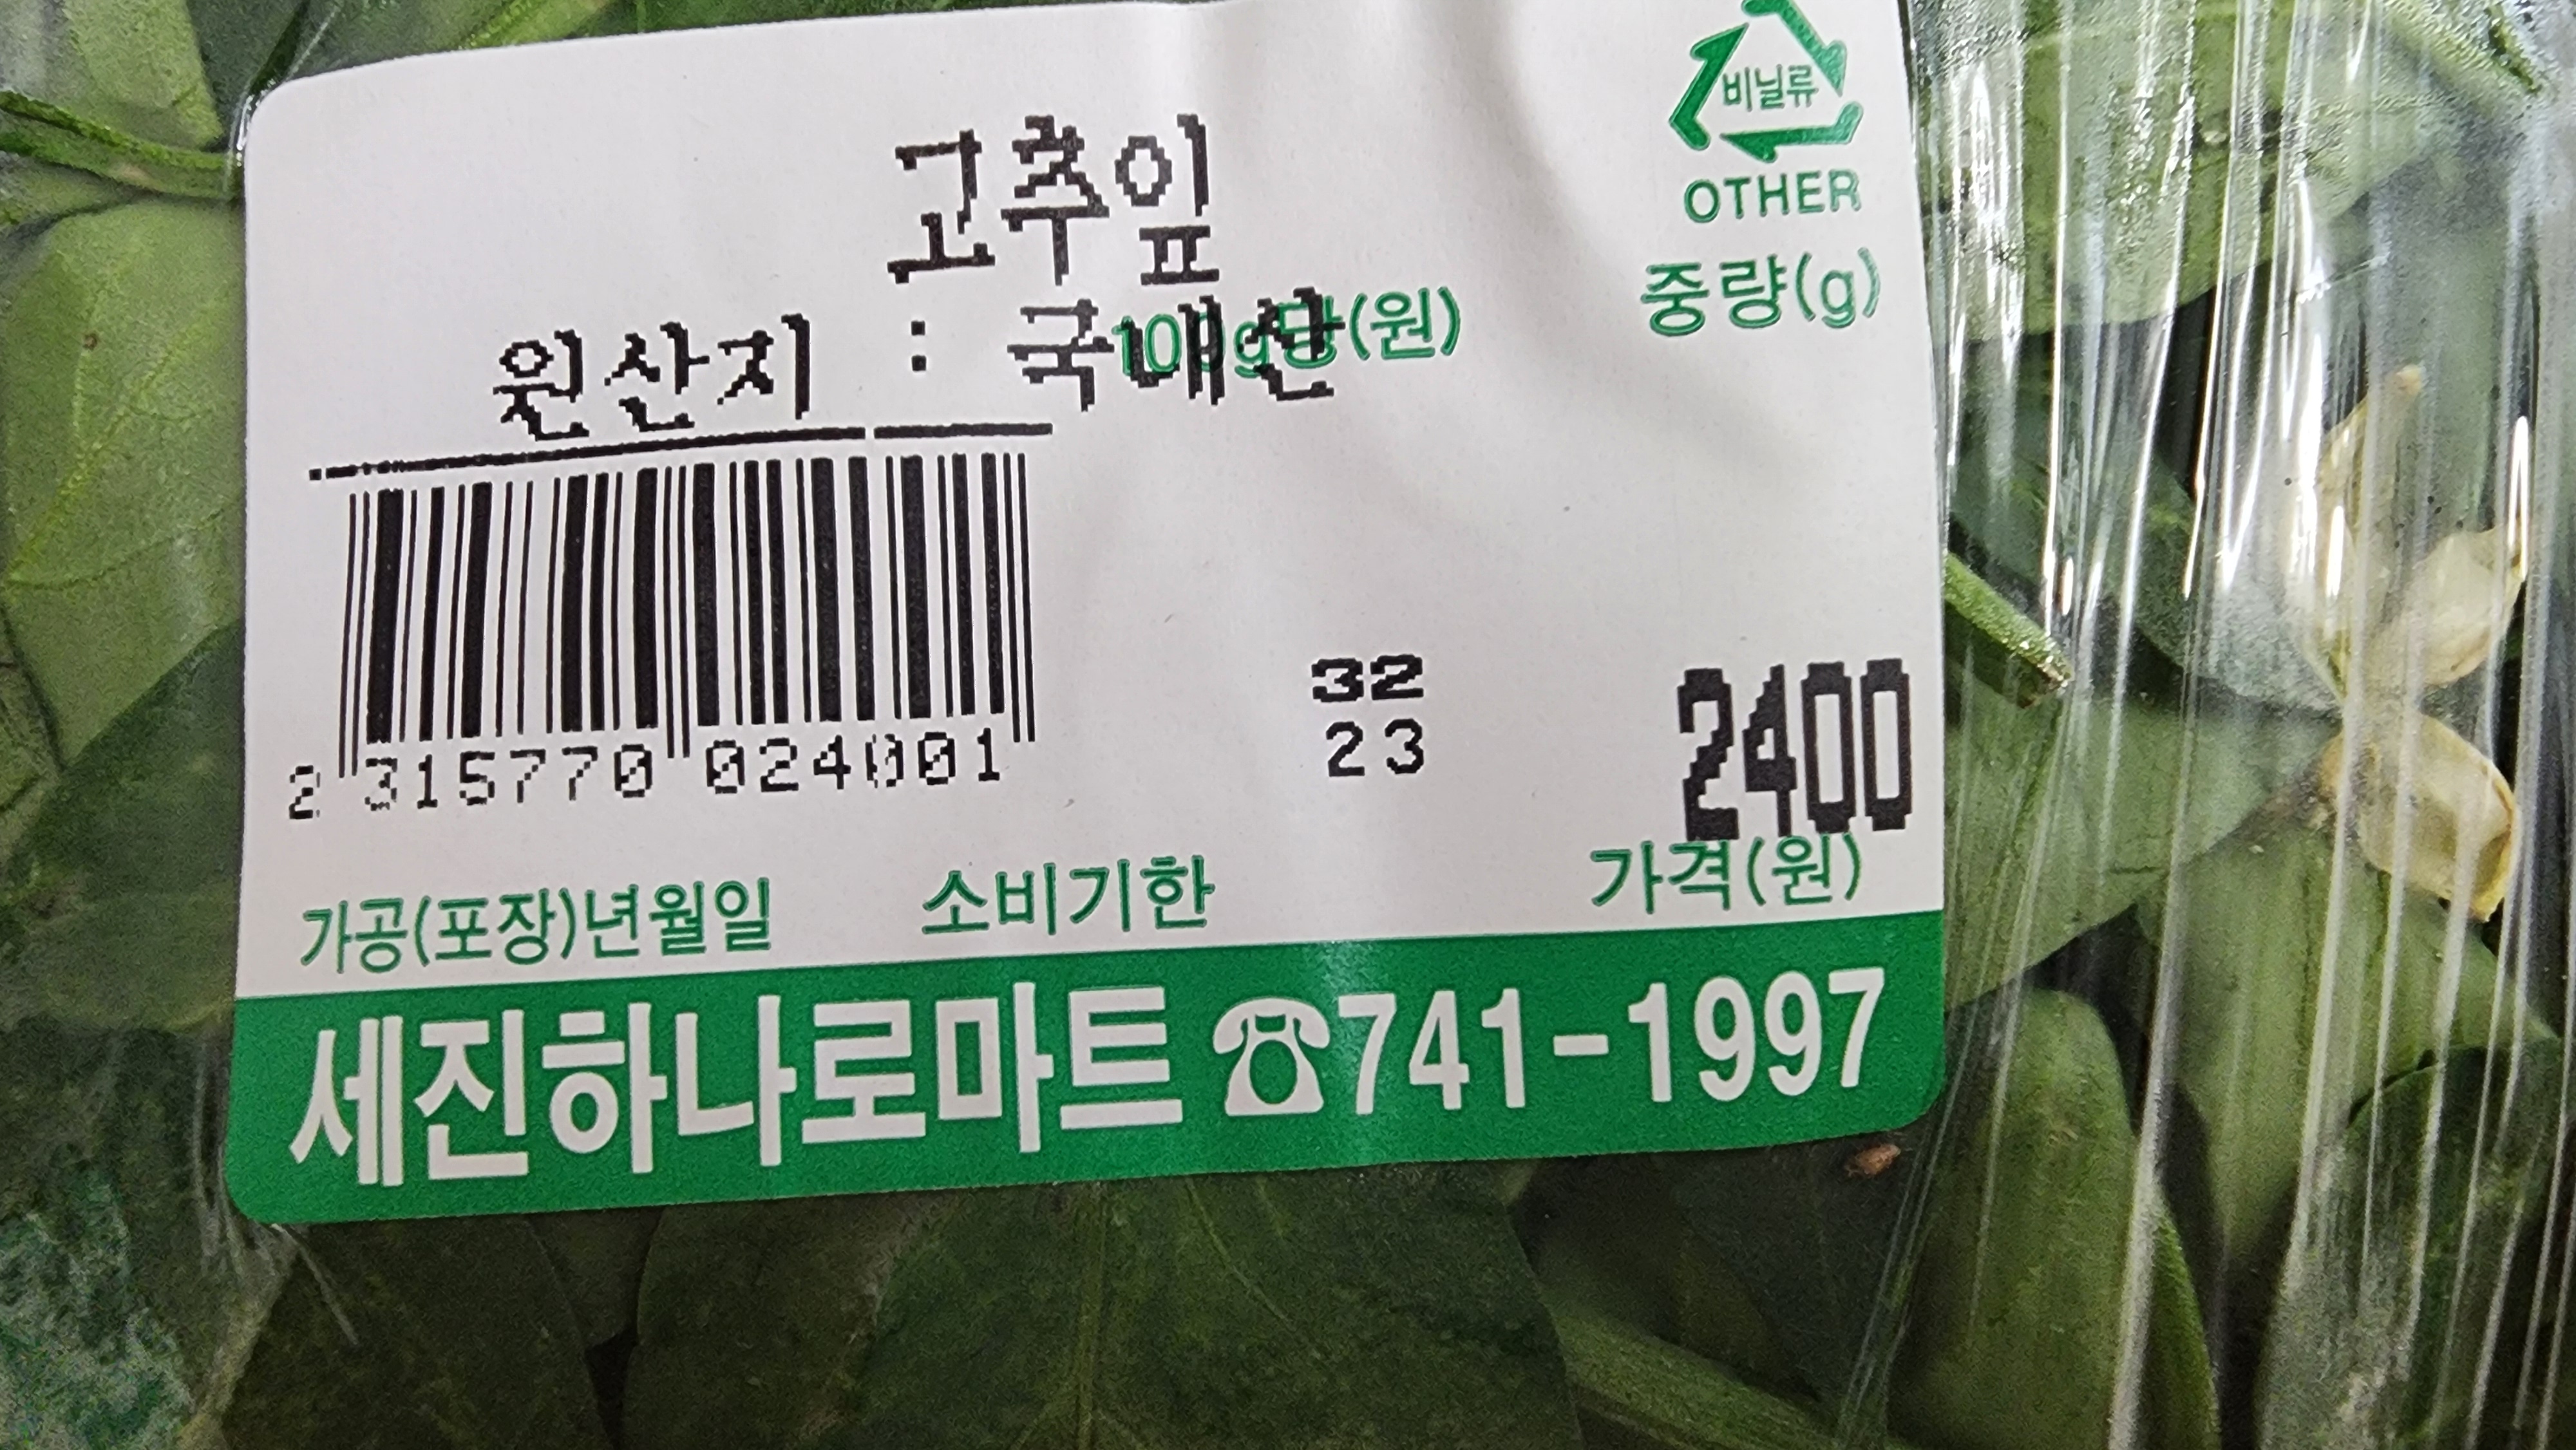 비닐류
OTHER
고추잎
중량(g)
100g당(원)
원산지 : 국내산
32
23
2400
2 315770 024001
가공(포장)년월일 소비기한 가격(원)
세진하나로마트 ☎741-1997